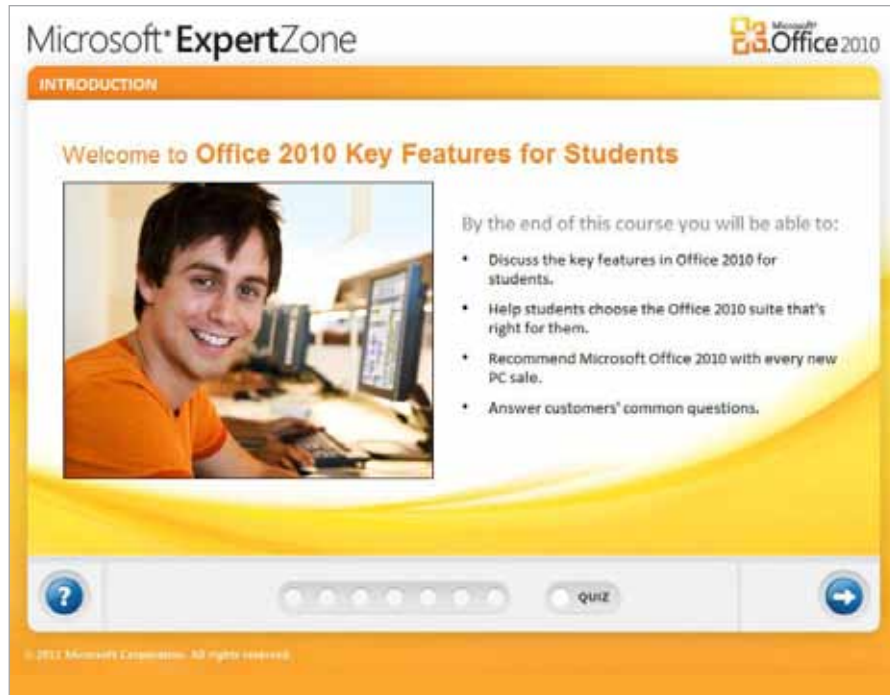 Microsoft® ExpertZone
Microsoft®
Office 2010
INTRODUCTION
Welcome to Office 2010 Key Features for Students
By the end of this course you will be able to:
• Discuss the key features in Office 2010 for
students.
• Help students choose the Office 2010 suite that's
right for them.
• Recommend Microsoft Office 2010 with every new
PC sale.
• Answer customers' common questions.
?
QUIZ
© 2011 Microsoft Corporation. All rights reserved.